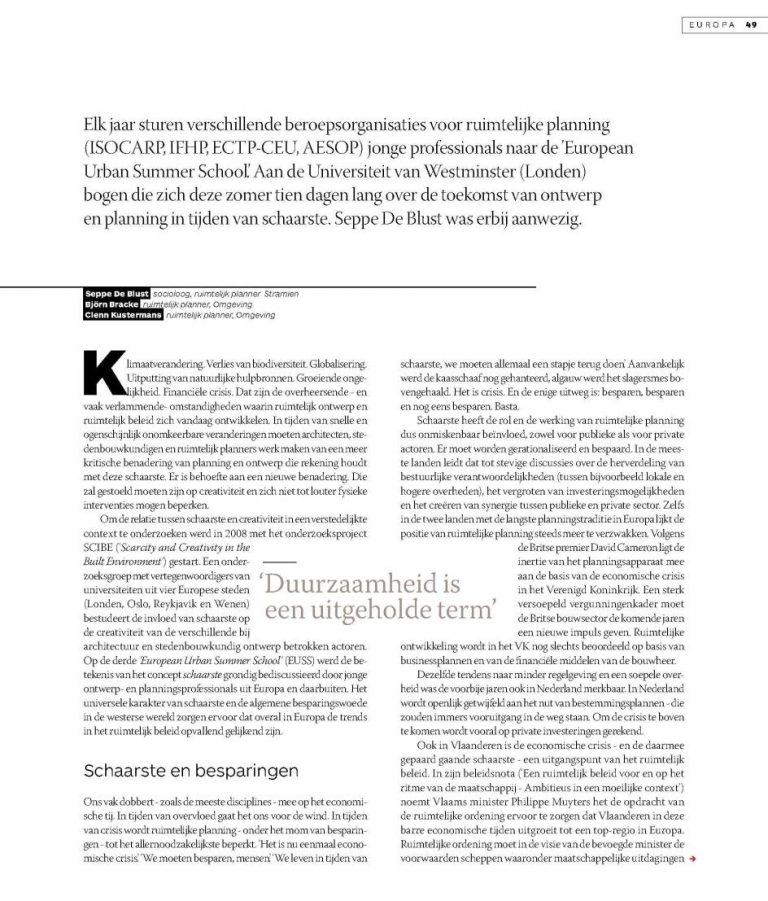 EUROPA 49
Elk jaar sturen verschillende beroepsorganisaties voor ruimtelijke planning
(ISOCARP, IFHP, ECTP-CEU, AESOP) jonge professionals naar de 'European
Urban Summer School'. Aan de Universiteit van Westminster (Londen)
bogen die zich deze zomer tien dagen lang over de toekomst van ontwerp
en planning in tijden van schaarste. Seppe De Blust was erbij aanwezig.
Seppe De Blust socioloog, ruimtelijk planner Stramien
Björn Bracke ruimtelijk planner, Omgeving
Clenn Kustermans ruimtelijk planner, Omgeving
Klimaatverandering. Verlies van biodiversiteit. Globalisering.
Uitputting van natuurlijke hulpbronnen. Groeiende onge-
lijkheid. Financiële crisis. Dat zijn de overheersende - en
vaak verlammende- omstandigheden waarin ruimtelijk ontwerp en
ruimtelijk beleid zich vandaag ontwikkelen. In tijden van snelle en
ogenschijnlijk onomkeerbare veranderingen moeten architecten, ste-
denbouwkundigen en ruimtelijk planners werk maken van een meer
kritische benadering van planning en ontwerp die rekening houdt
met deze schaarste. Er is behoefte aan een nieuwe benadering. Die
zal gestoeld moeten zijn op creativiteit en zich niet tot louter fysieke
interventies mogen beperken.
Om de relatie tussen schaarste en creativiteit in een verstedelijkte
context te onderzoeken werd in 2008 met het onderzoeksproject
SCIBE ('Scarcity and Creativity in the
Built Environment') gestart. Een onder-
zoeksgroep met vertegenwoordigers van
universiteiten uit vier Europese steden
(Londen, Oslo, Reykjavik en Wenen)
bestudeert de invloed van schaarste op
de creativiteit van de verschillende bij
architectuur en stedenbouwkundig ontwerp betrokken actoren.
Op de derde 'European Urban Summer School' (EUSS) werd de be-
tekenis van het concept schaarste grondig bediscussieerd door jonge
ontwerp- en planningsprofessionals uit Europa en daarbuiten. Het
universele karakter van schaarste en de algemene besparingswoede
in de westerse wereld zorgen ervoor dat overal in Europa de trends
in het ruimtelijk beleid opvallend gelijkend zijn.
Schaarste en besparingen
Ons vak dobbert - zoals de meeste disciplines - mee op het economi-
sche tij. In tijden van overvloed gaat het ons voor de wind. In tijden
van crisis wordt ruimtelijke planning - onder het mom van besparin-
gen - tot het allernoodzakelijkste beperkt. 'Het is nu eenmaal econo-
mische crisis.' 'We moeten besparen, mensen.' 'We leven in tijden van
'Duurzaamheid is
een uitgeholde term'
schaarste, we moeten allemaal een stapje terug doen.' Aanvankelijk
werd de kaasschaaf nog gehanteerd, algauw werd het slagersmes bo-
vengehaald. Het is crisis. En de enige uitweg is: besparen, besparen
en nog eens besparen. Basta.
Schaarste heeft de rol en de werking van ruimtelijke planning
dus onmiskenbaar beïnvloed, zowel voor publieke als voor private
actoren. Er moet worden gerationaliseerd en bespaard. In de mees-
te landen leidt dat tot stevige discussies over de herverdeling van
bestuurlijke verantwoordelijkheden (tussen bijvoorbeeld lokale en
hogere overheden), het vergroten van investeringsmogelijkheden
en het creëren van synergie tussen publieke en private sector. Zelfs
in de twee landen met de langste planningstraditie in Europa lijkt de
positie van ruimtelijke planning steeds meer te verzwakken. Volgens
de Britse premier David Cameron ligt de
inertie van het planningsapparaat mee
aan de basis van de economische crisis
in het Verenigd Koninkrijk. Een sterk
versoepeld vergunningenkader moet
de Britse bouwsector de komende jaren
een nieuwe impuls geven. Ruimtelijke
ontwikkeling wordt in het VK nog slechts beoordeeld op basis van
businessplannen en van de financiële middelen van de bouwheer.
Dezelfde tendens naar minder regelgeving en een soepele over-
heid was de voorbije jaren ook in Nederland merkbaar. In Nederland
wordt openlijk getwijfeld aan het nut van bestemmingsplannen - die
zouden immers vooruitgang in de weg staan. Om de crisis te boven
te komen wordt vooral op private investeringen gerekend.
Ook in Vlaanderen is de economische crisis - en de daarmee
gepaard gaande schaarste - een uitgangspunt van het ruimtelijk
beleid. In zijn beleidsnota ('Een ruimtelijk beleid voor en op het
ritme van de maatschappij - Ambitieus in een moeilijke context')
noemt Vlaams minister Philippe Muyters het de opdracht van
de ruimtelijke ordening ervoor te zorgen dat Vlaanderen in deze
barre economische tijden uitgroeit tot een top-regio in Europa.
Ruimtelijke ordening moet in de visie van de bevoegde minister de
voorwaarden scheppen waaronder maatschappelijke uitdagingen →